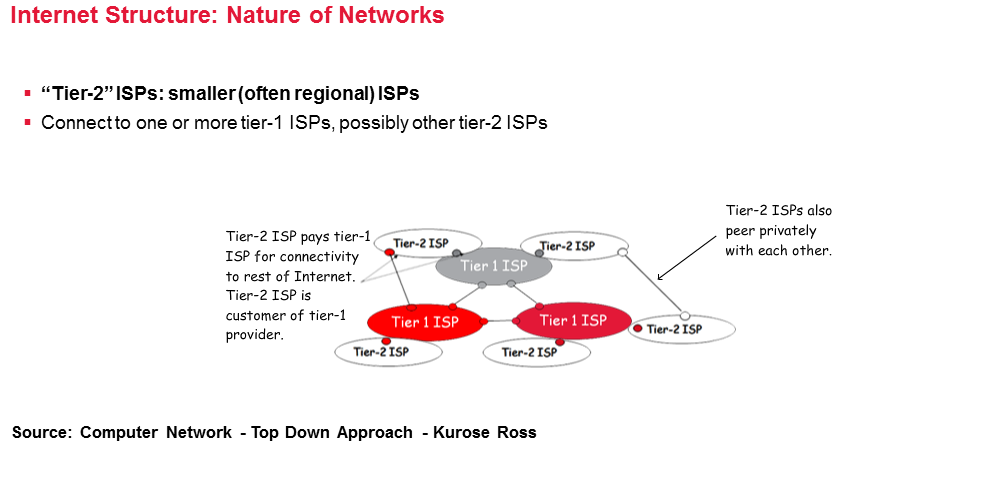 Internet Structure: Nature of Networks
“Tier-2” ISPs: smaller (often regional) ISPs
Connect to one or more tier-1 ISPs, possibly other tier-2 ISPs
Tier-2 ISPs also
peer privately
with each other.
Tier-2 ISP pays tier-1
ISP for connectivity
to rest of Internet.
Tier-2 ISP is
customer of tier-1
provider.
Tier-2 ISP
Tier-2 ISP
Tier 1 ISP
Tier 1 ISP
Tier 1 ISP
Tier-2 ISP
Tier-2 ISP
Tier-2 ISP
Source: Computer Network - Top Down Approach - Kurose Ross